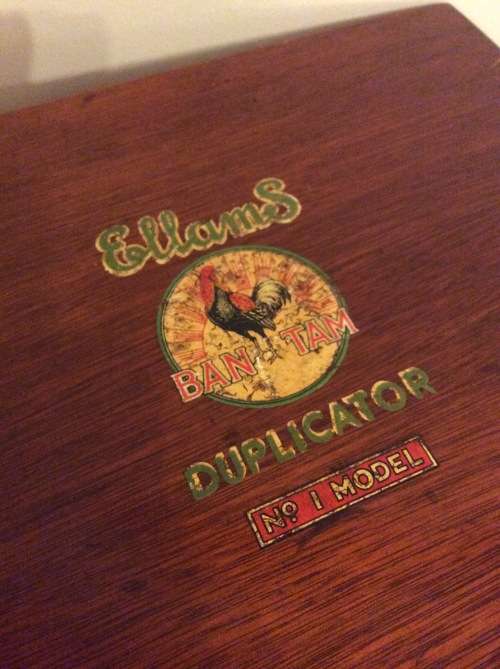 Ellams
BAN TAM
DUPLICATOR
Nº 1 MODEL